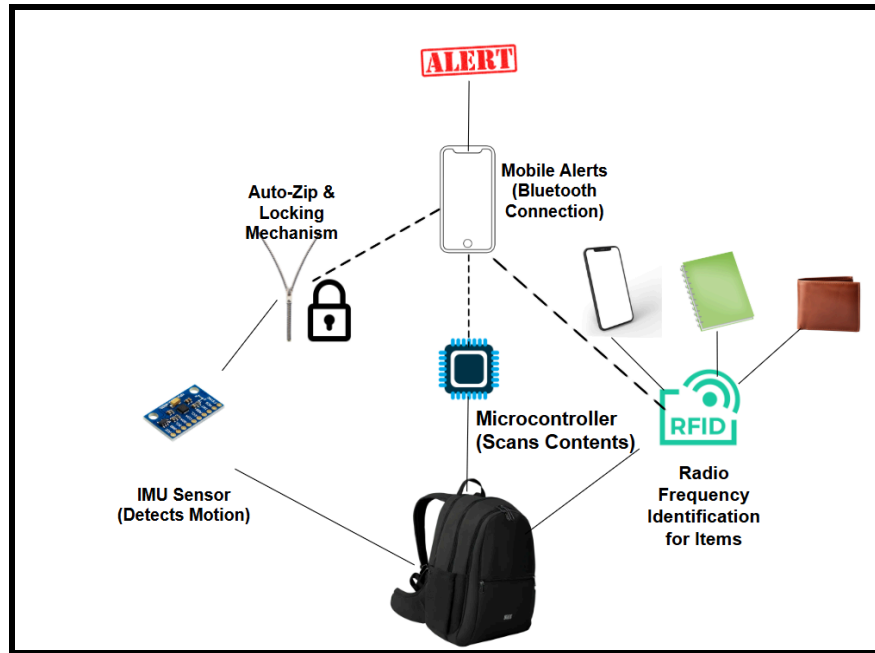 ALERT
Mobile Alerts
(Bluetooth
Connection)
Auto-Zip &
Locking
Mechanism
Microcontroller
(Scans Contents)
RFID
IMU Sensor
(Detects Motion)
Radio
Frequency
Identification
for Items